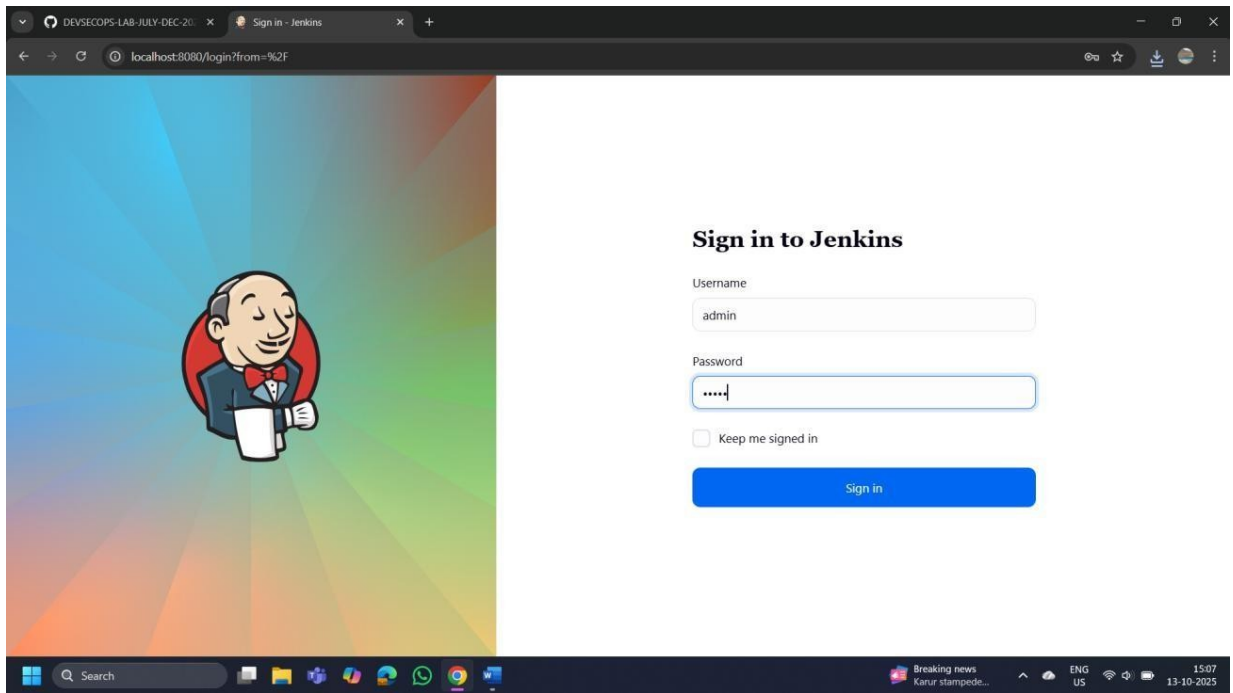 DEVSECOPS-LAB-JULY-DEC-20
Sign in - Jenkins
localhost:8080/login?from=%2F
Sign in to Jenkins
Username
admin
Password
•••••
Keep me signed in
Sign in
Search
Breaking news
Karur stampede...
ENG
US
15:07
13-10-2025